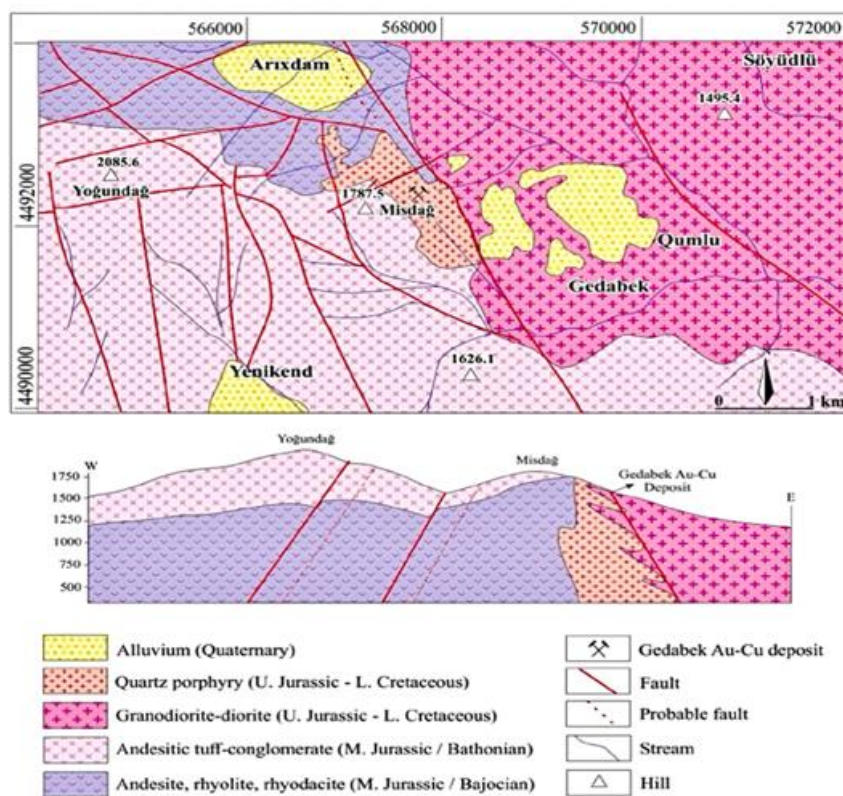 566000 568000 570000 572000
Arıxdam
Söyüdlü
1495.4
2085.6
Yoğundağ
1787.5
Misdağ
4492000
Qumlu
Gedabek
1626.1
Yenikend
4490000
N
0 1 km
Yoğundağ
Misdağ
Gedabek Au-Cu
Deposit
W
E
1750
1500
1250
1000
750
500
Alluvium (Quaternary)
Quartz porphyry (U. Jurassic - L. Cretaceous)
Granodiorite-diorite (U. Jurassic - L. Cretaceous)
Andesitic tuff-conglomerate (M. Jurassic / Bathonian)
Andesite, rhyolite, rhyodacite (M. Jurassic / Bajocian)
Gedabek Au-Cu deposit
Fault
Probable fault
Stream
Hill